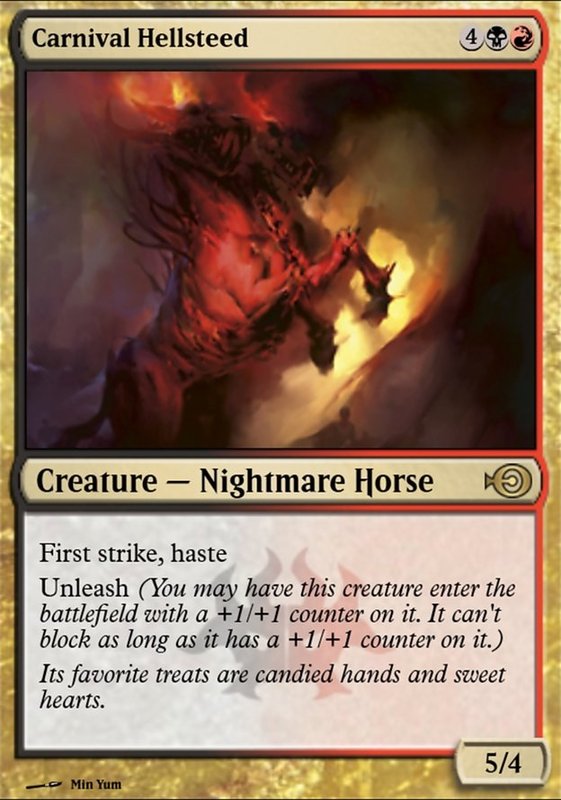 Carnival Hellsteed 4
Creature — Nightmare Horse
First strike, haste
Unleash (You may have this creature enter the
battlefield with a +1/+1 counter on it. It can't
block as long as it has a +1/+1 counter on it.)
Its favorite treats are candied hands and sweet
hearts.
5/4
Min Yum